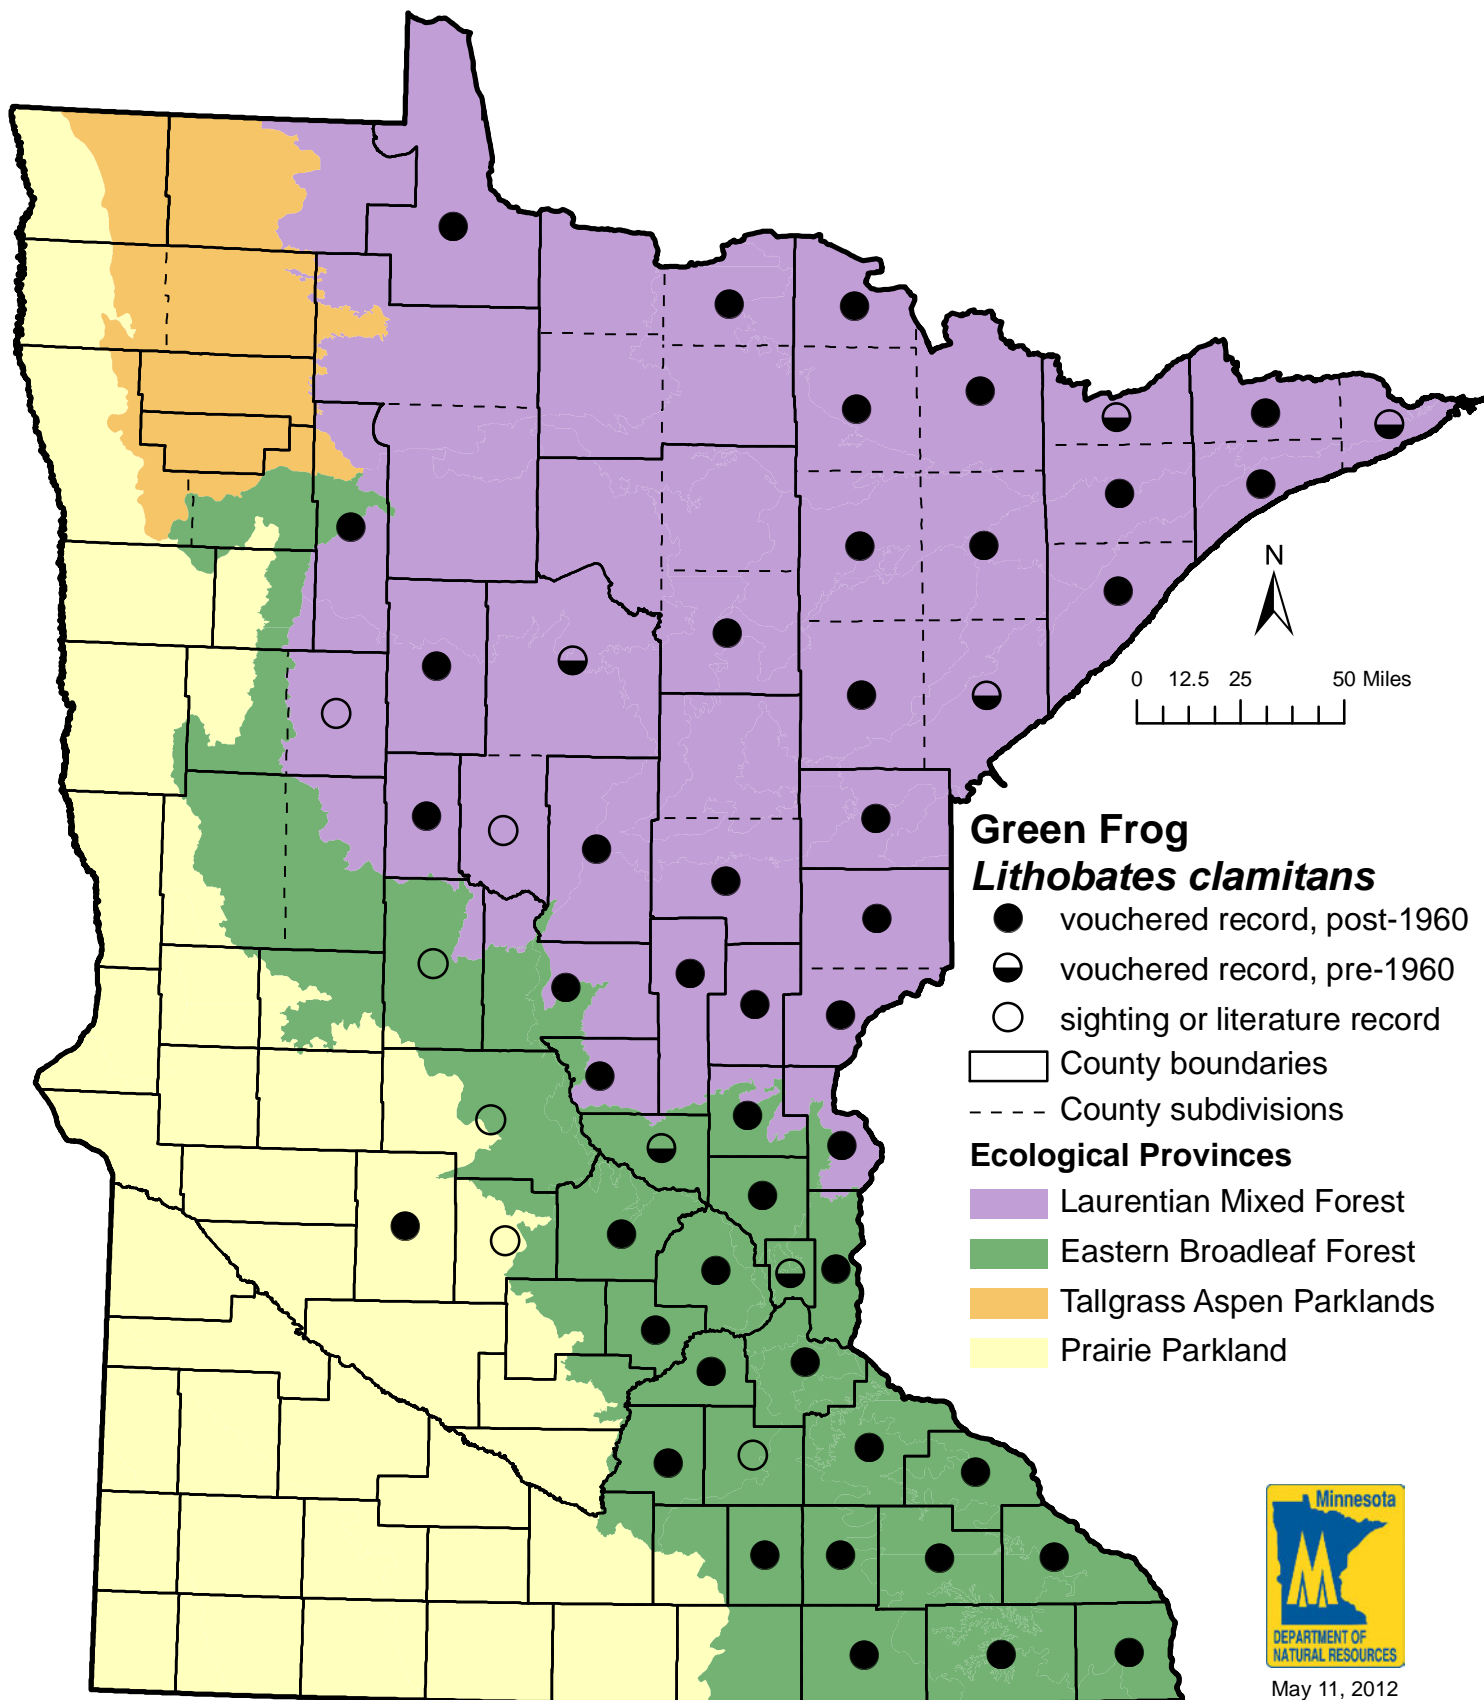 N
0 12.5 25 50 Miles
Green Frog
Lithobates clamitans
vouchered record, post-1960
vouchered record, pre-1960
sighting or literature record
County boundaries
County subdivisions
Ecological Provinces
Laurentian Mixed Forest
Eastern Broadleaf Forest
Tallgrass Aspen Parklands
Prairie Parkland
Minnesota
DEPARTMENT OF
NATURAL RESOURCES
May 11, 2012